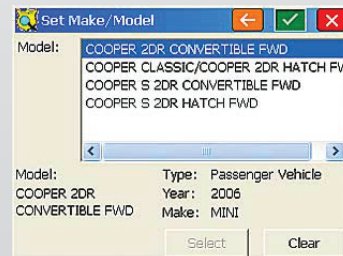 Set Make/Model
Model:
COOPER 2DR CONVERTIBLE FWD
COOPER CLASSIC/COOPER 2DR HATCH FW
COOPER S 2DR CONVERTIBLE FWD
COOPER S 2DR HATCH FWD
Model: Type: Passenger Vehicle
COOPER 2DR Year: 2006
CONVERTIBLE FWD Make: MINI
Select Clear